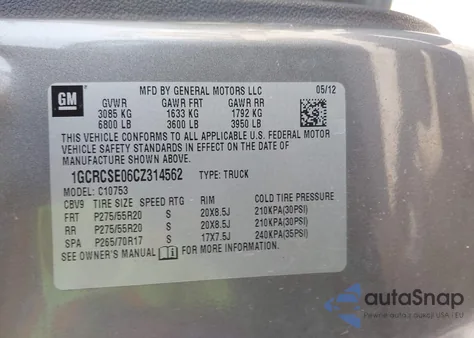 GM
MFD BY GENERAL MOTORS LLC 05/12
GVWR GAWR FRT GAWR RR
3085 KG 1633 KG 1792 KG
6800 LB 3600 LB 3950 LB
THIS VEHICLE CONFORMS TO ALL APPLICABLE U.S. FEDERAL MOTOR
VEHICLE SAFETY STANDARDS IN EFFECT ON THE DATE OF
MANUFACTURE SHOWN ABOVE.
1GCRCSE06CZ314562 TYPE: TRUCK
MODEL: C10753
CBV9 TIRE SIZE SPEED RTG RIM COLD TIRE PRESSURE
FRT P275/55R20 S 20X8.5J 210KPA(30PSI)
RR P275/55R20 S 20X8.5J 210KPA(30PSI)
SPA P265/70R17 S 17X7.5J 240KPA(35PSI)
SEE OWNER'S MANUAL FOR MORE INFORMATION.
autoSnap
Autos from USA | EU